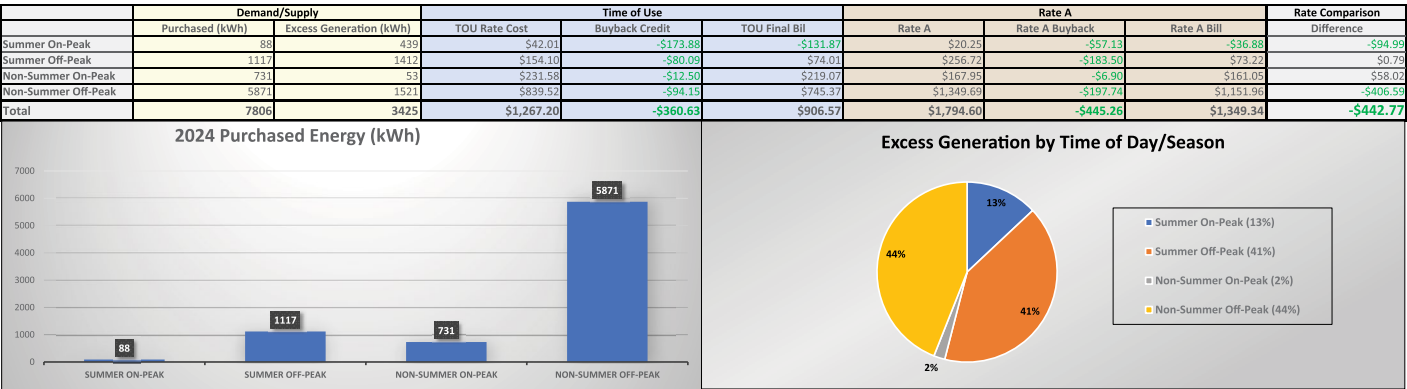 Demand/Supply Time of Use Rate A Rate Comparison
Purchased (kWh) Excess Generation (kWh) TOU Rate Cost Buyback Credit TOU Final Bil Rate A Rate A Buyback Rate A Bill Difference
Summer On-Peak 88 439 $42.01 -$173.88 -$131.87 $20.25 -$57.13 -$36.88 -$94.99
Summer Off-Peak 1117 1412 $154.10 -$80.09 $74.01 $256.72 -$183.50 $73.22 $0.79
Non-Summer On-Peak 731 53 $231.58 -$12.50 $219.07 $167.95 -$6.90 $161.05 $58.02
Non-Summer Off-Peak 5871 1521 $839.52 -$94.15 $745.37 $1,349.69 -$197.74 $1,151.96 -$406.59
Total 7806 3425 $1,267.20 -$360.63 $906.57 $1,794.60 -$445.26 $1,349.34 -$442.77
2024 Purchased Energy (kWh)
7000
6000
5000
4000
3000
2000
1000
0
88
1117
731
5871
SUMMER ON-PEAK SUMMER OFF-PEAK NON-SUMMER ON-PEAK NON-SUMMER OFF-PEAK
Excess Generation by Time of Day/Season
13%
41%
2%
44%
Summer On-Peak (13%)
Summer Off-Peak (41%)
Non-Summer On-Peak (2%)
Non-Summer Off-Peak (44%)